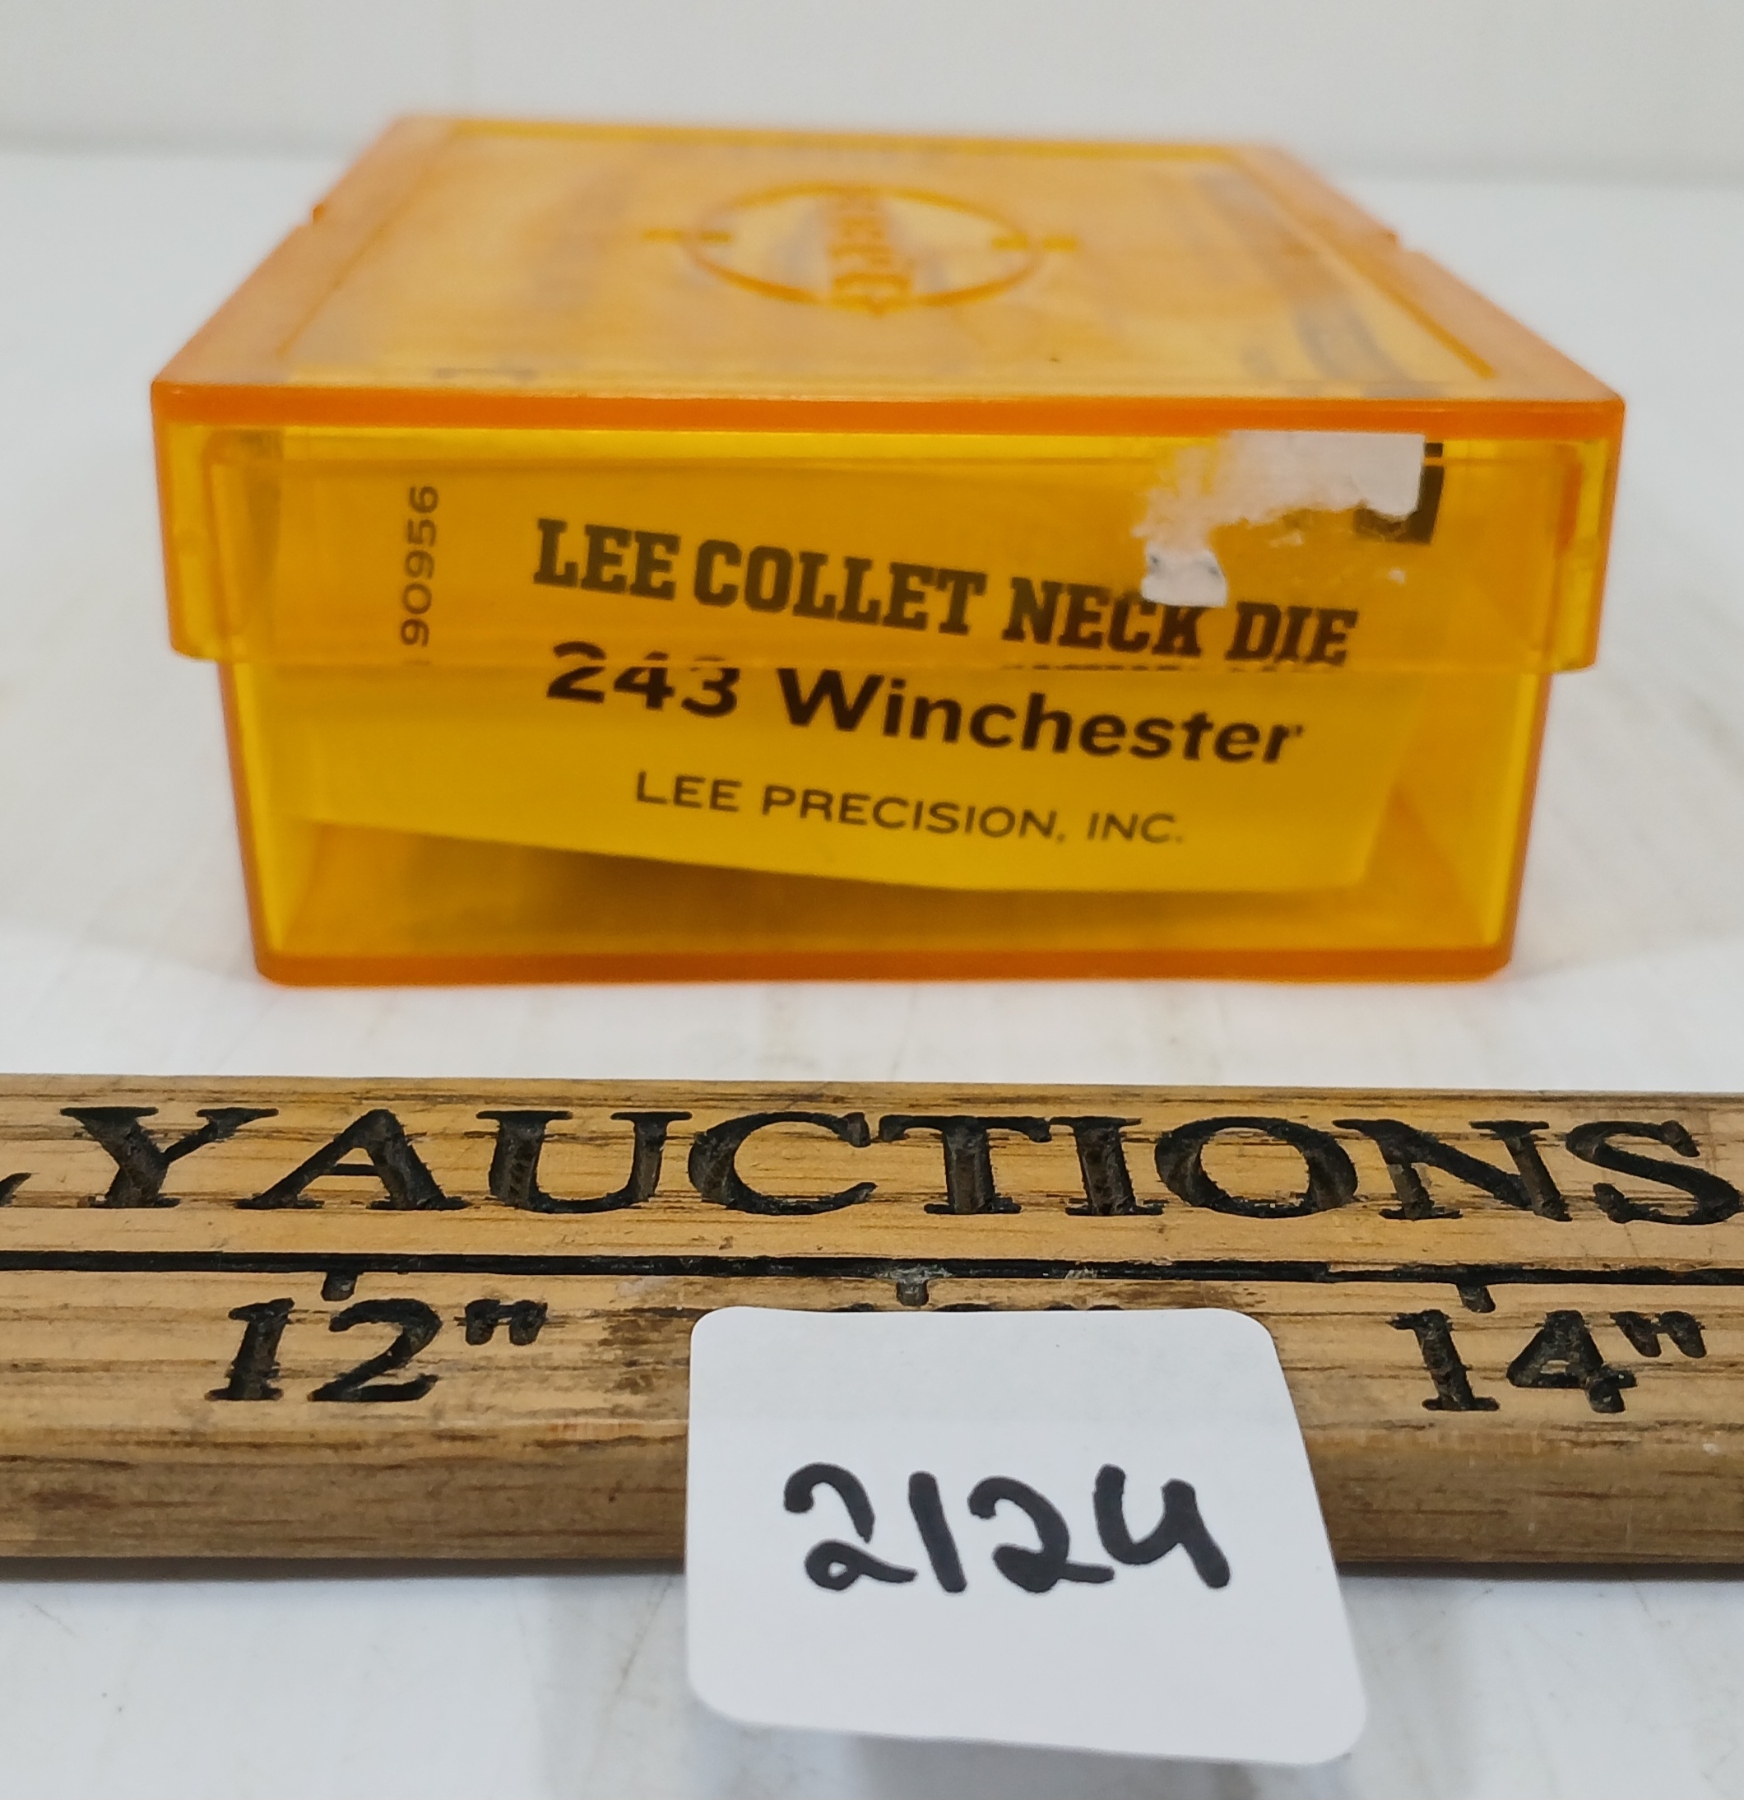 90956
LEE COLLET NECK DIE
243 Winchester
LEE PRECISION, INC.
YAUCTIONS
12" 14"
2124